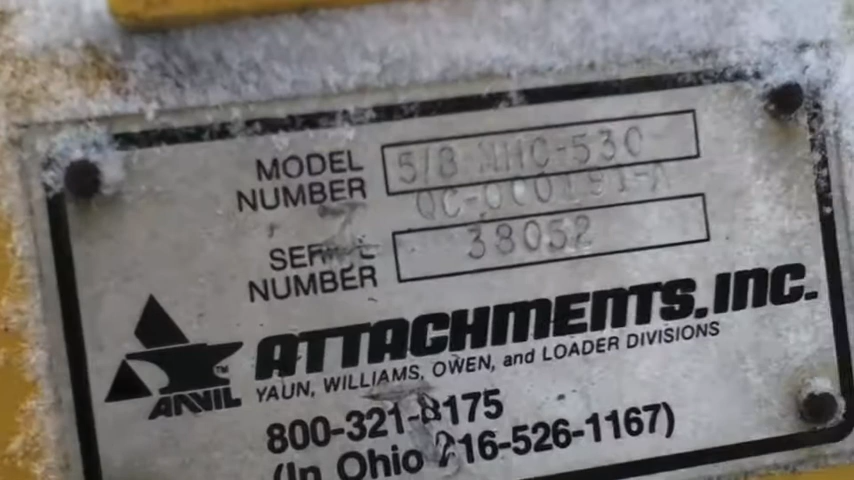 MODEL NUMBER
5/8 MHC-530
QC-000191-A
SERIAL NUMBER
38052
ATTACHMENTS, INC.
TM
ANVIL
YAUN, WILLIAMS, OWEN, and LOADER DIVISIONS
800-321-8175
(In Ohio 216-526-1167)